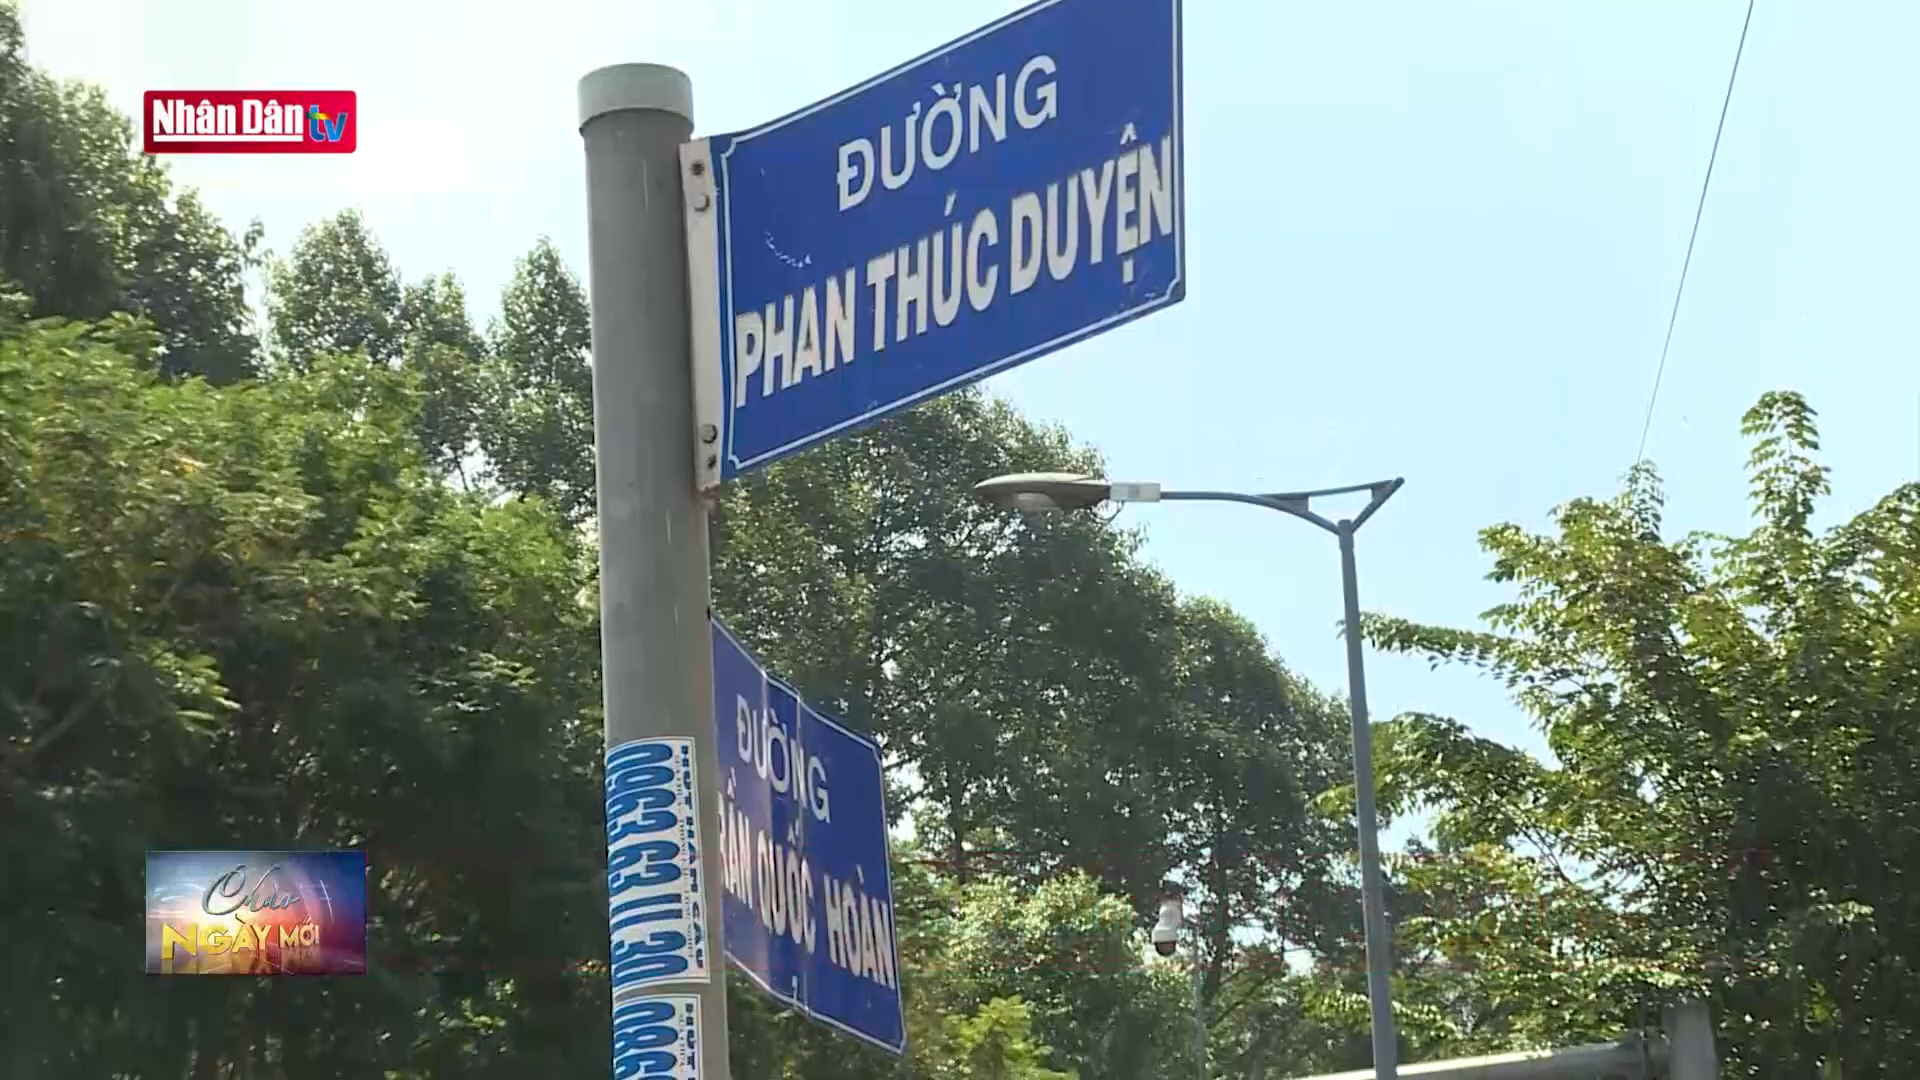 Nhân Dân tv
ĐƯỜNG
PHAN THÚC DUYỆN
ĐƯỜNG
QUỐC HOÀN
Chào
NGÀY MỚI